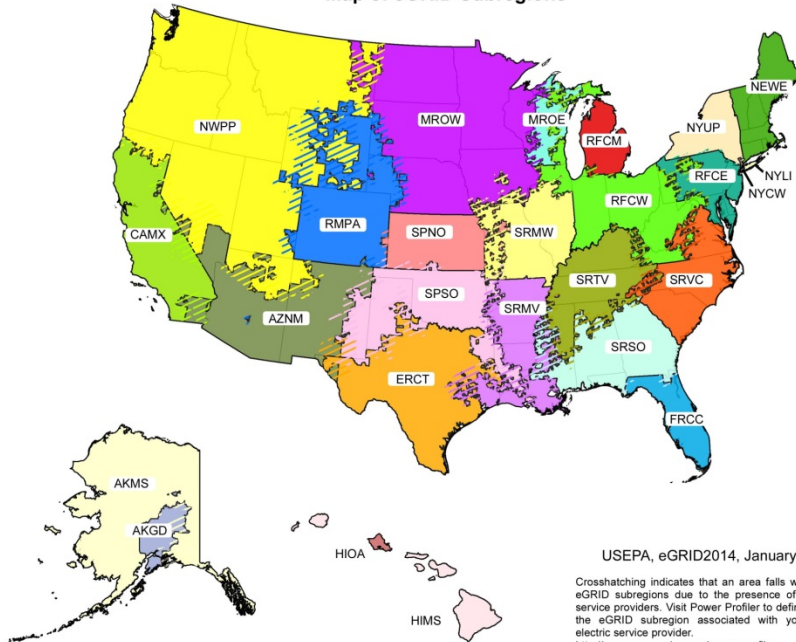 NEWE
NWPP
MROW
MROE
NYUP
RFCM
NYLI
RFCE
NYCW
RFCW
CAMX
RMPA
SPNO
SRMW
SRTV
SRVC
SPSO
SRMV
AZNM
SRSO
ERCT
FRCC
AKMS
AKGD
HIOA
HIMS
USEPA, eGRID2014, January
Crosshatching indicates that an area falls
eGRID subregions due to the presence of
service providers. Visit Power Profiler to
the eGRID subregion associated with
electric service provider.